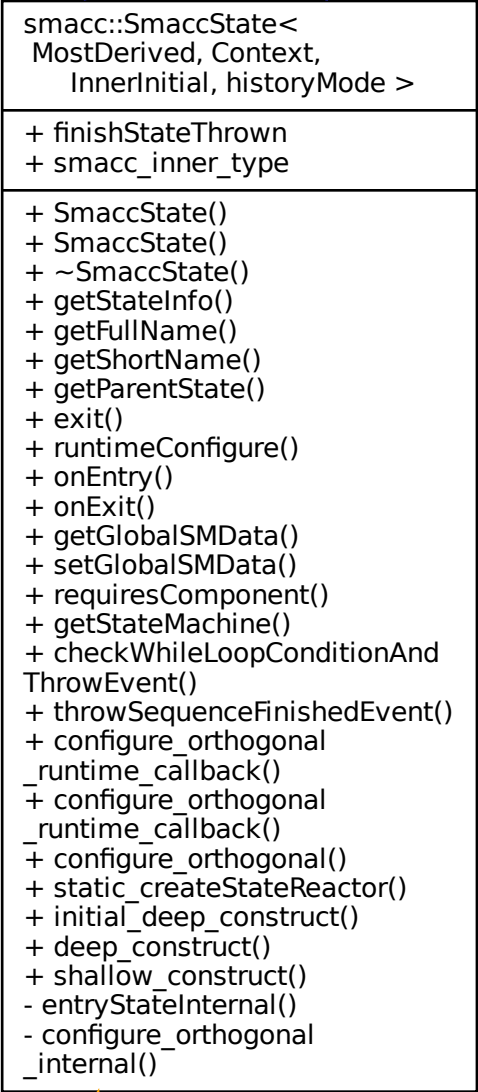 smacc::SmaccState<
MostDerived, Context,
InnerInitial, historyMode >
+ finishStateThrown
+ smacc_inner_type
+ SmaccState()
+ SmaccState()
+ ~SmaccState()
+ getStateInfo()
+ getFullName()
+ getShortName()
+ getParentState()
+ exit()
+ runtimeConfigure()
+ onEntry()
+ onExit()
+ getGlobalSMData()
+ setGlobalSMData()
+ requiresComponent()
+ getStateMachine()
+ checkWhileLoopConditionAnd
ThrowEvent()
+ throwSequenceFinishedEvent()
+ configure_orthogonal
_runtime_callback()
+ configure_orthogonal
_runtime_callback()
+ configure_orthogonal()
+ static_createStateReactor()
+ initial_deep_construct()
+ deep_construct()
+ shallow_construct()
- entryStateInternal()
- configure_orthogonal
_internal()